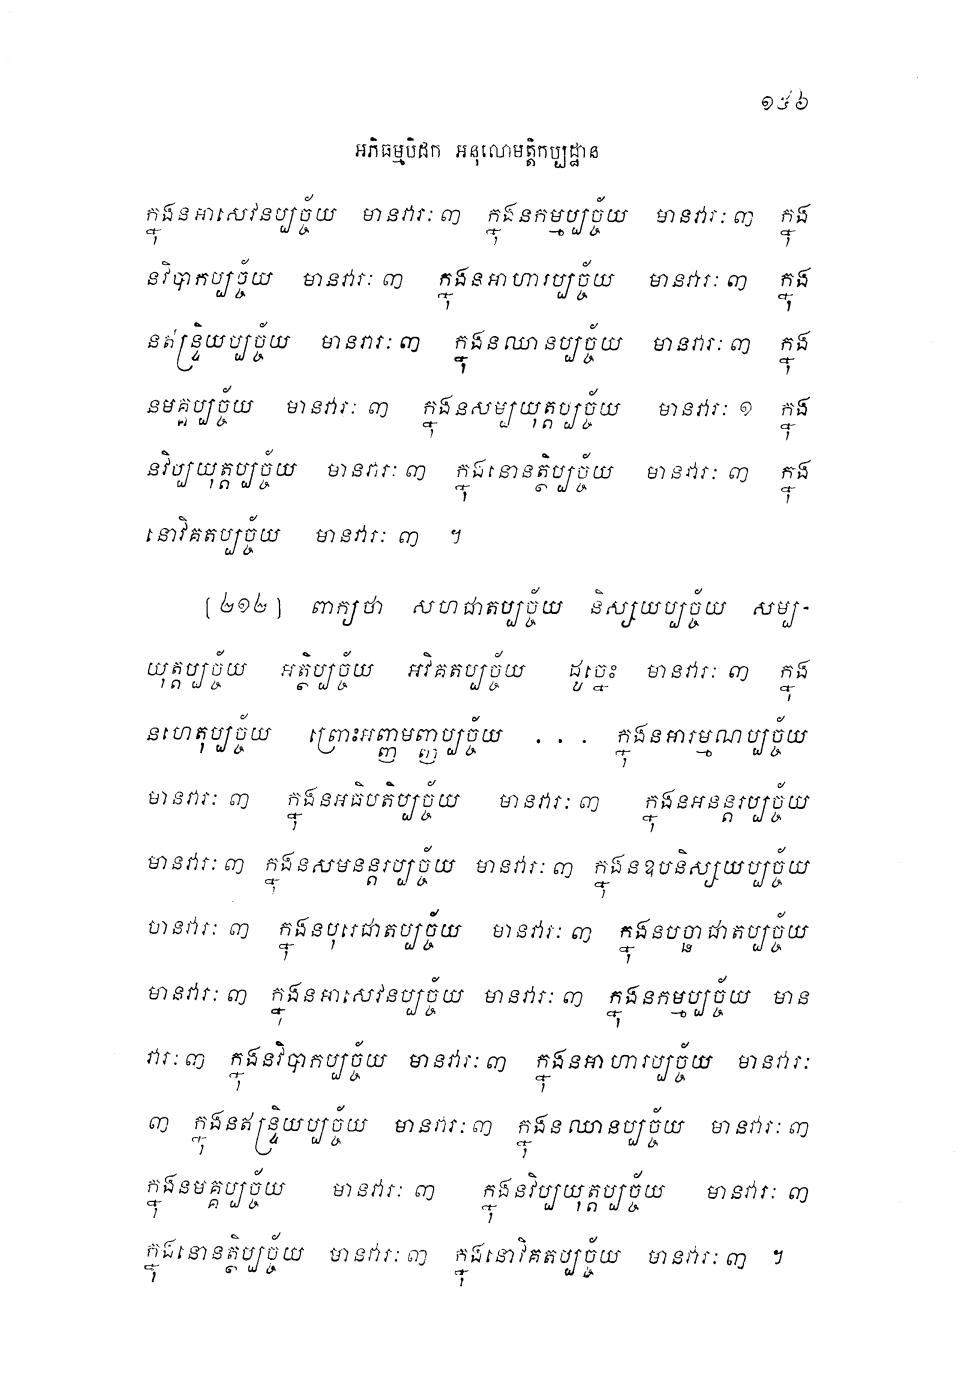 ១៤៦
អភិធម្មបិដក អនុលោមត្តិកប្បដ្ឋាន
ក្នុងនអាសេវនប្បច្ច័យ មានវារៈ ៣ ក្នុងនកម្មប្បច្ច័យ មានវារៈ ៣ ក្នុង
នវិបាកប្បច្ច័យ មានវារៈ ៣ ក្នុងនអាហារប្បច្ច័យ មានវារៈ ៣ ក្នុង
នឥន្ទ្រិយប្បច្ច័យ មានវារៈ ៣ ក្នុងនឈានប្បច្ច័យ មានវារៈ ៣ ក្នុង
នមគ្គប្បច្ច័យ មានវារៈ ៣ ក្នុងនសម្បយុត្តប្បច្ច័យ មានវារៈ ១ ក្នុង
នវិប្បយុត្តប្បច្ច័យ មានវារៈ ៣ ក្នុងនោនត្ថិប្បច្ច័យ មានវារៈ ៣ ក្នុង
នោវិគតប្បច្ច័យ មានវារៈ ៣ ។
[២១២] ពាក្យថា សហជាតប្បច្ច័យ និស្សយប្បច្ច័យ សម្ប-
យុត្តប្បច្ច័យ អត្ថិប្បច្ច័យ អវិគតប្បច្ច័យ ដូច្នេះ មានវារៈ ៣ ក្នុង
នហេតុប្បច្ច័យ ព្រោះអញ្ញមញ្ញប្បច្ច័យ . . . ក្នុងនអារម្មណប្បច្ច័យ
មានវារៈ ៣ ក្នុងនអធិបតិប្បច្ច័យ មានវារៈ ៣ ក្នុងនអនន្តរប្បច្ច័យ
មានវារៈ ៣ ក្នុងនសមនន្តរប្បច្ច័យ មានវារៈ ៣ ក្នុងនឧបនិស្សយប្បច្ច័យ
មានវារៈ ៣ ក្នុងនបុរេជាតប្បច្ច័យ មានវារៈ ៣ ក្នុងនបច្ឆាជាតប្បច្ច័យ
មានវារៈ ៣ ក្នុងនអាសេវនប្បច្ច័យ មានវារៈ ៣ ក្នុងនកម្មប្បច្ច័យ មាន
វារៈ ៣ ក្នុងនវិបាកប្បច្ច័យ មានវារៈ ៣ ក្នុងនអាហារប្បច្ច័យ មានវារៈ
៣ ក្នុងនឥន្ទ្រិយប្បច្ច័យ មានវារៈ ៣ ក្នុងនឈានប្បច្ច័យ មានវារៈ ៣
ក្នុងនមគ្គប្បច្ច័យ មានវារៈ ៣ ក្នុងនវិប្បយុត្តប្បច្ច័យ មានវារៈ ៣
ក្នុងនោនត្ថិប្បច្ច័យ មានវារៈ ៣ ក្នុងនោវិគតប្បច្ច័យ មានវារៈ ៣ ។